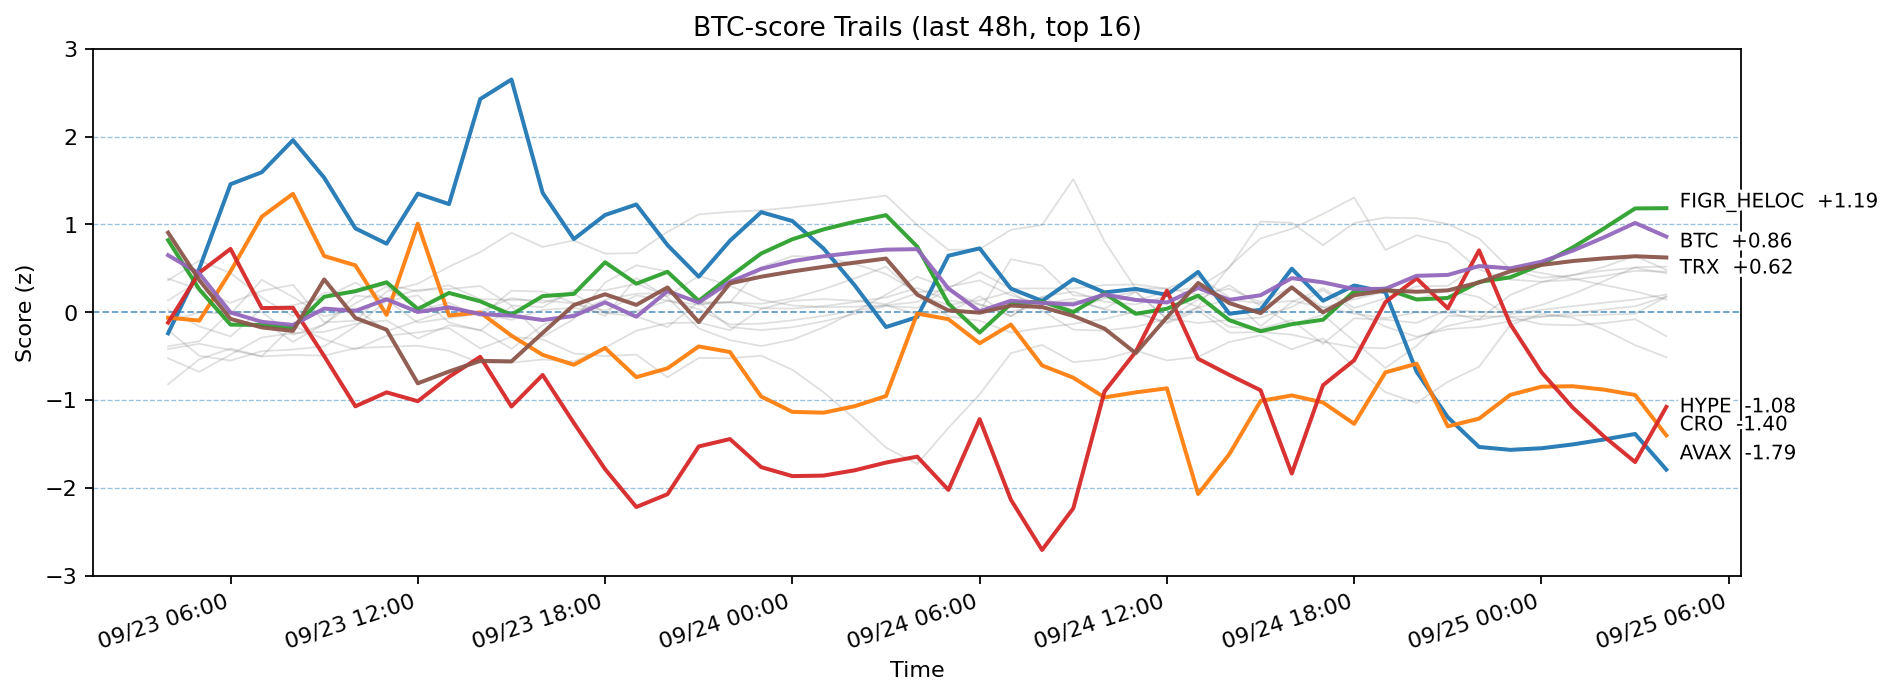 BTC-score Trails (last 48h, top 16)
Score (z)
3
2
1
0
−1
−2
−3
FIGR_HELOC +1.19
BTC +0.86
TRX +0.62
HYPE -1.08
CRO -1.40
AVAX -1.79
09/23 06:00
09/23 12:00
09/23 18:00
09/24 00:00
09/24 06:00
09/24 12:00
09/24 18:00
09/25 00:00
09/25 06:00
Time